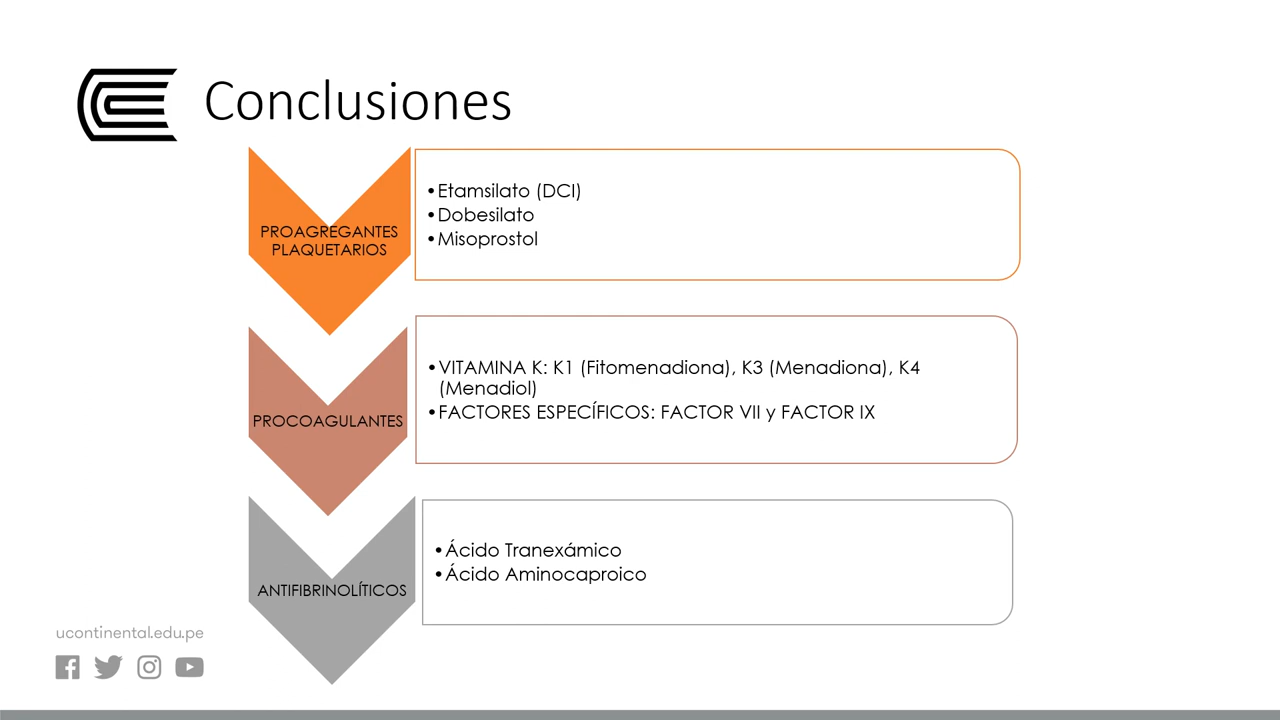 Conclusiones
PROAGREGANTES
PLAQUETARIOS
•Etamsilato (DCI)
•Dobesilato
•Misoprostol
PROCOAGULANTES
•VITAMINA K: K1 (Fitomenadiona), K3 (Menadiona), K4
(Menadiol)
•FACTORES ESPECÍFICOS: FACTOR VII y FACTOR IX
ANTIFIBRINOLÍTICOS
•Ácido Tranexámico
•Ácido Aminocaproico
ucontinental.edu.pe